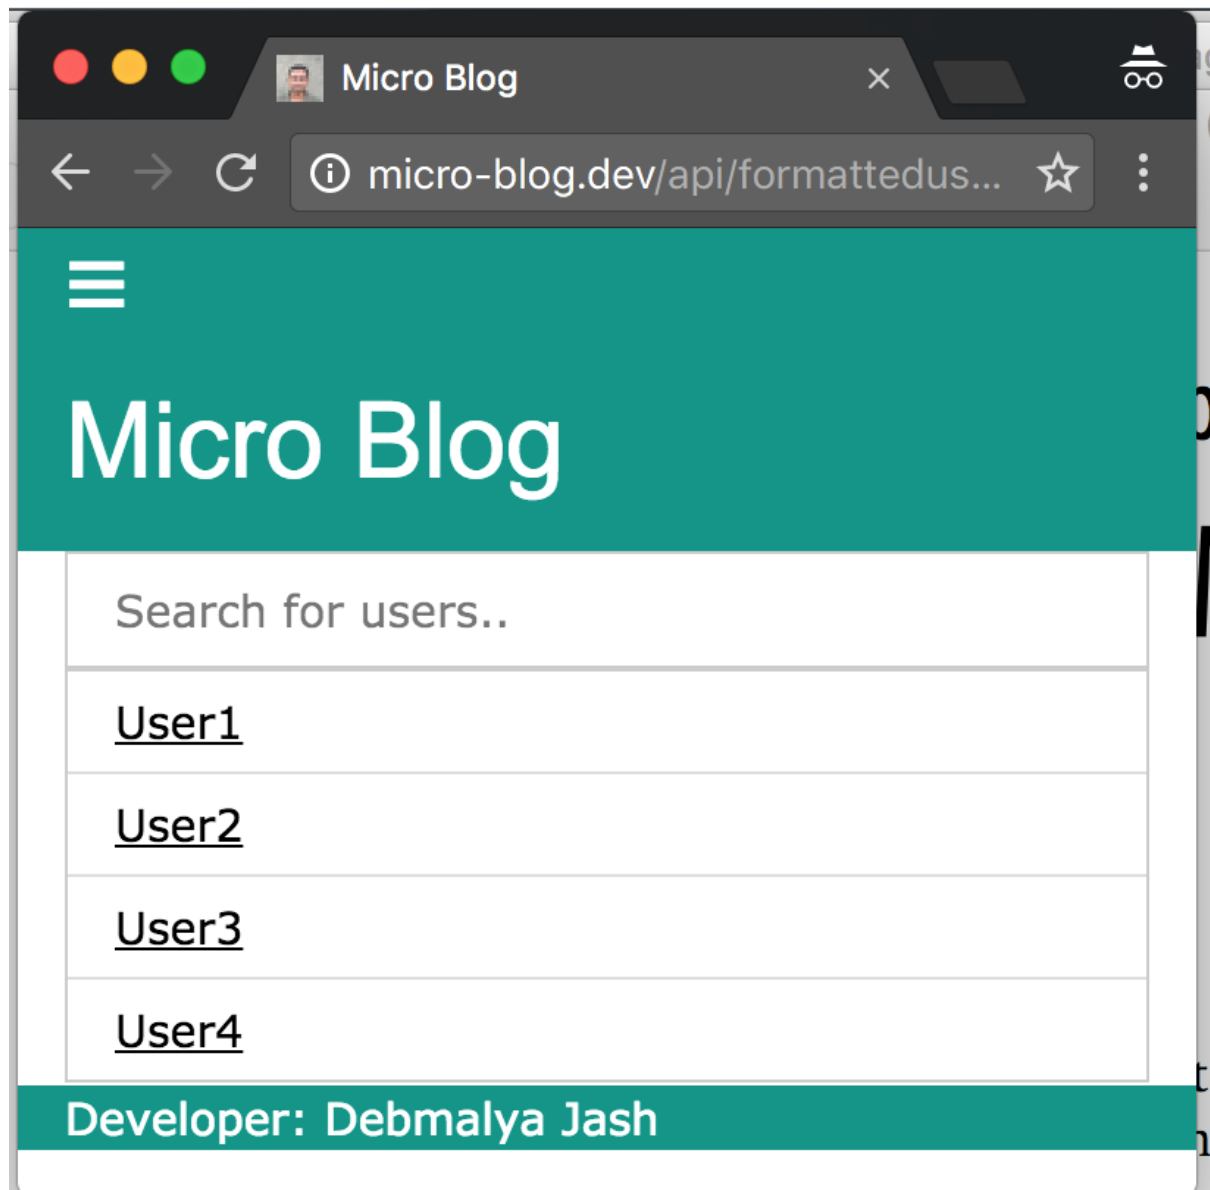 Micro Blog
micro-blog.dev/api/formattedus...
Micro Blog
Search for users..
User1
User2
User3
User4
Developer: Debmalya Jash